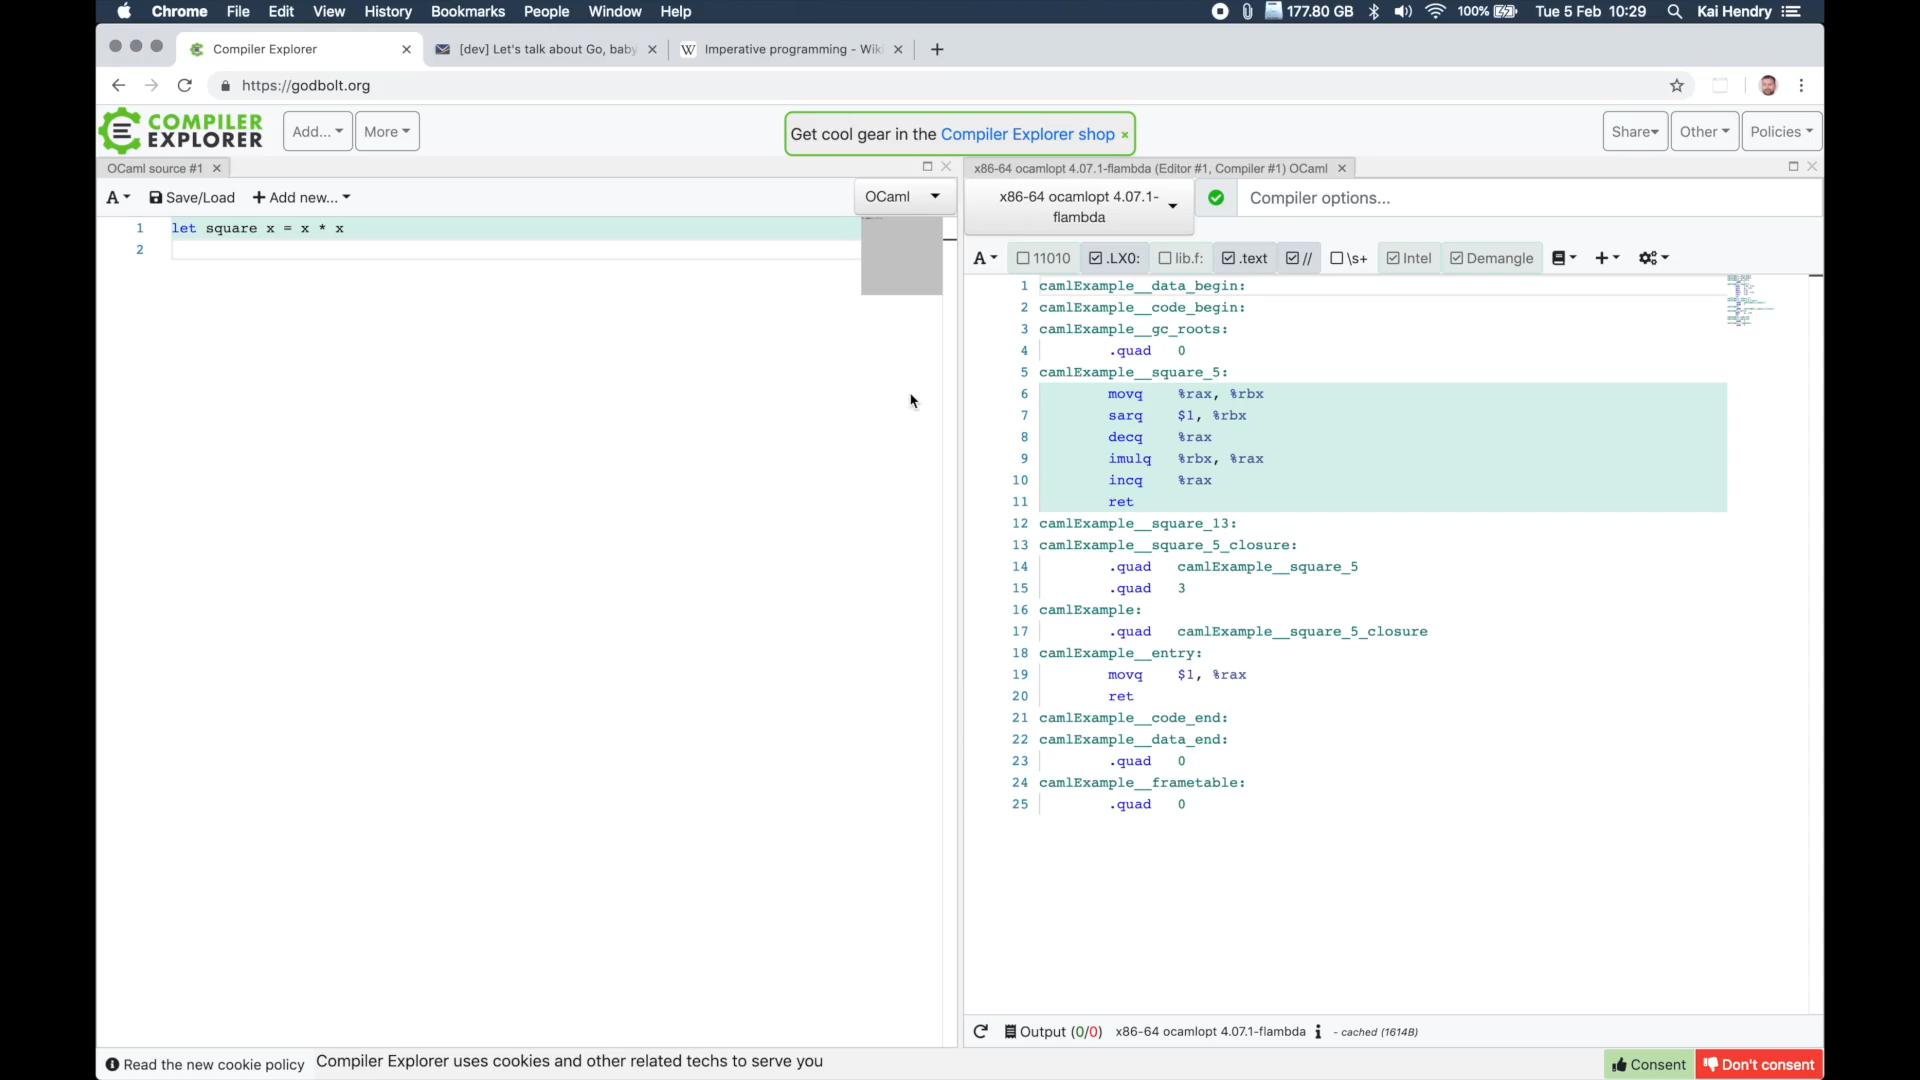 Chrome File Edit View History Bookmarks People Window Help 177.80 GB 100% Tue 5 Feb 10:29 Kai Hendry
Compiler Explorer [dev] Let's talk about Go, baby Imperative programming - Wiki
https://godbolt.org
COMPILER EXPLORER Add... More Get cool gear in the Compiler Explorer shop × Share Other Policies
OCaml source #1
A Save/Load + Add new... OCaml
1 let square x = x * x
2
x86-64 ocamlopt 4.07.1-flambda (Editor #1, Compiler #1) OCaml
x86-64 ocamlopt 4.07.1-
flambda
Compiler options...
A 11010 .LX0: lib.f: .text // \s+ Intel Demangle
1 camlExample__data_begin:
2 camlExample__code_begin:
3 camlExample__gc_roots:
4 .quad 0
5 camlExample__square_5:
6 movq %rax, %rbx
7 sarq $1, %rbx
8 decq %rax
9 imulq %rbx, %rax
10 incq %rax
11 ret
12 camlExample__square_13:
13 camlExample__square_5_closure:
14 .quad camlExample__square_5
15 .quad 3
16 camlExample:
17 .quad camlExample__square_5_closure
18 camlExample__entry:
19 movq $1, %rax
20 ret
21 camlExample__code_end:
22 camlExample__data_end:
23 .quad 0
24 camlExample__frametable:
25 .quad 0
Output (0/0) x86-64 ocamlopt 4.07.1-flambda - cached (1614B)
Read the new cookie policy Compiler Explorer uses cookies and other related techs to serve you Consent Don't consent